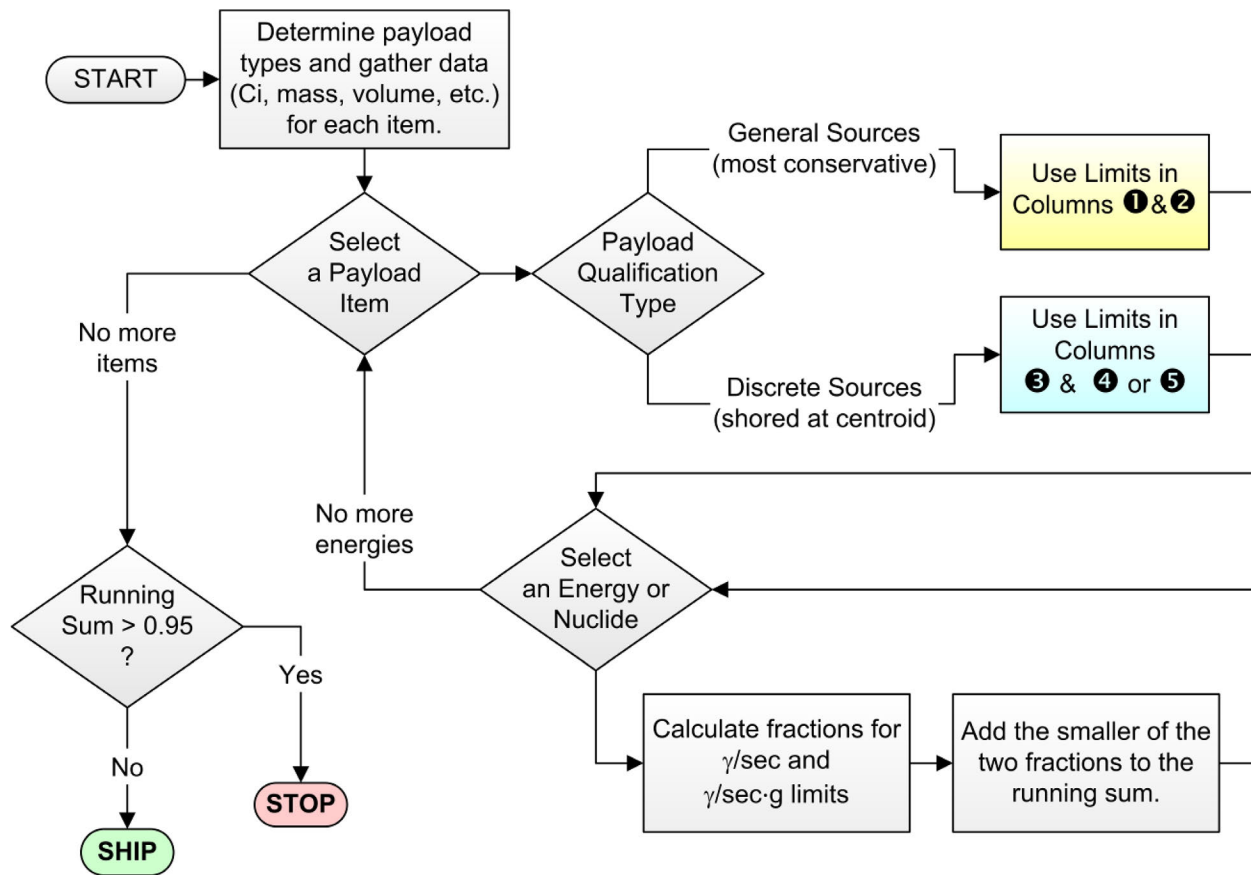 START
Determine payload
types and gather data
(Ci, mass, volume, etc.)
for each item.
General Sources
(most conservative)
Use Limits in
Columns ❶&❷
Select
a Payload
Item
Payload
Qualification
Type
No more
items
Use Limits in
Columns
❸ & ❹ or ❺
Discrete Sources
(shored at centroid)
No more
energies
Select
an Energy or
Nuclide
Running
Sum > 0.95
?
Yes
No
Calculate fractions for
γ/sec and
γ/sec·g limits
Add the smaller of the
two fractions to the
running sum.
STOP
SHIP